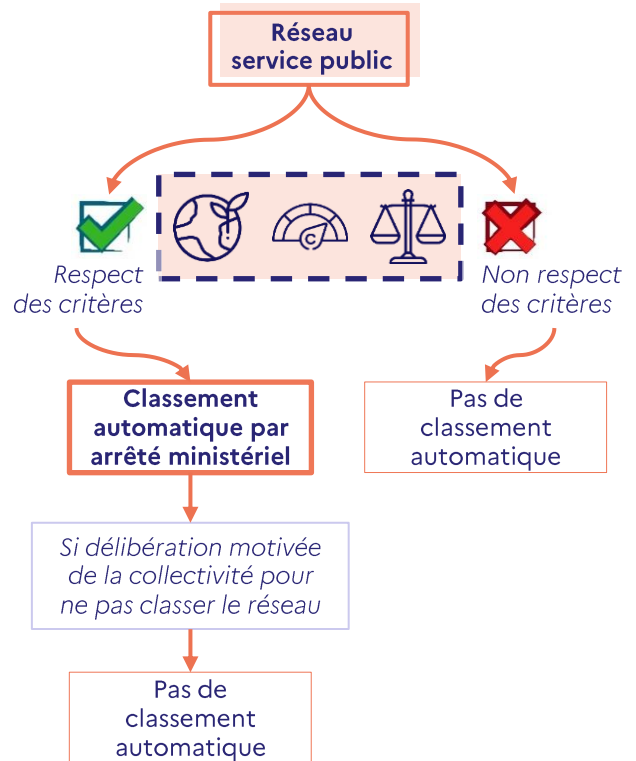 Réseau
service public
C
Respect
des critères
Non respect
des critères
Classement
automatique par
arrêté ministériel
Pas de
classement
automatique
Si délibération motivée
de la collectivité pour
ne pas classer le réseau
Pas de
classement
automatique